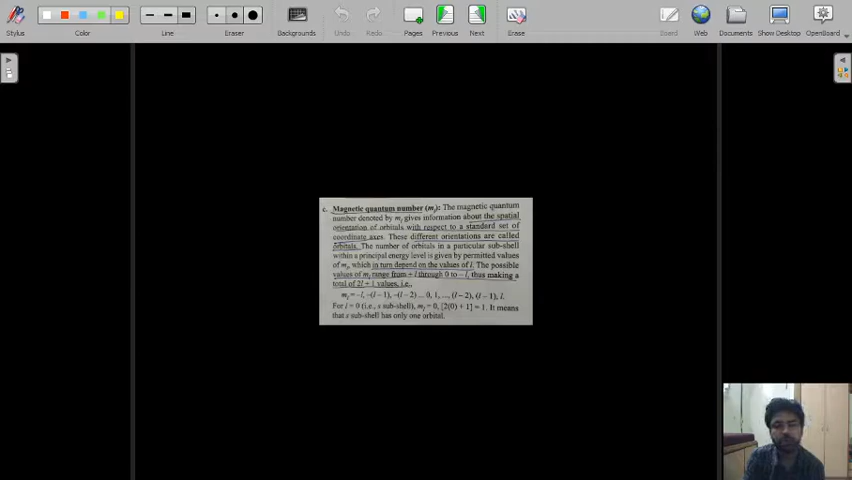 Stylus
Color
Line
Eraser
Backgrounds
Undo
Redo
Pages
Previous
Next
Erase
Board
Web
Documents
Show Desktop
OpenBoard
c. Magnetic quantum number (mₗ): The magnetic quantum
number denoted by mₗ gives information about the spatial
orientation of orbitals with respect to a standard set of
coordinate axes. These different orientations are called
orbitals. The number of orbitals in a particular sub-shell
within a principal energy level is given by permitted values
of mₗ, which in turn depend on the values of l. The possible
values of mₗ range from + l through 0 to – l, thus making a
total of 2l + 1 values, i.e.,
mₗ = –l, –(l – 1), –(l – 2) ... 0, 1, ..., (l – 2), (l – 1), l.
For l = 0 (i.e., s sub-shell), mₗ = 0, [2(0) + 1] = 1. It means
that s sub-shell has only one orbital.